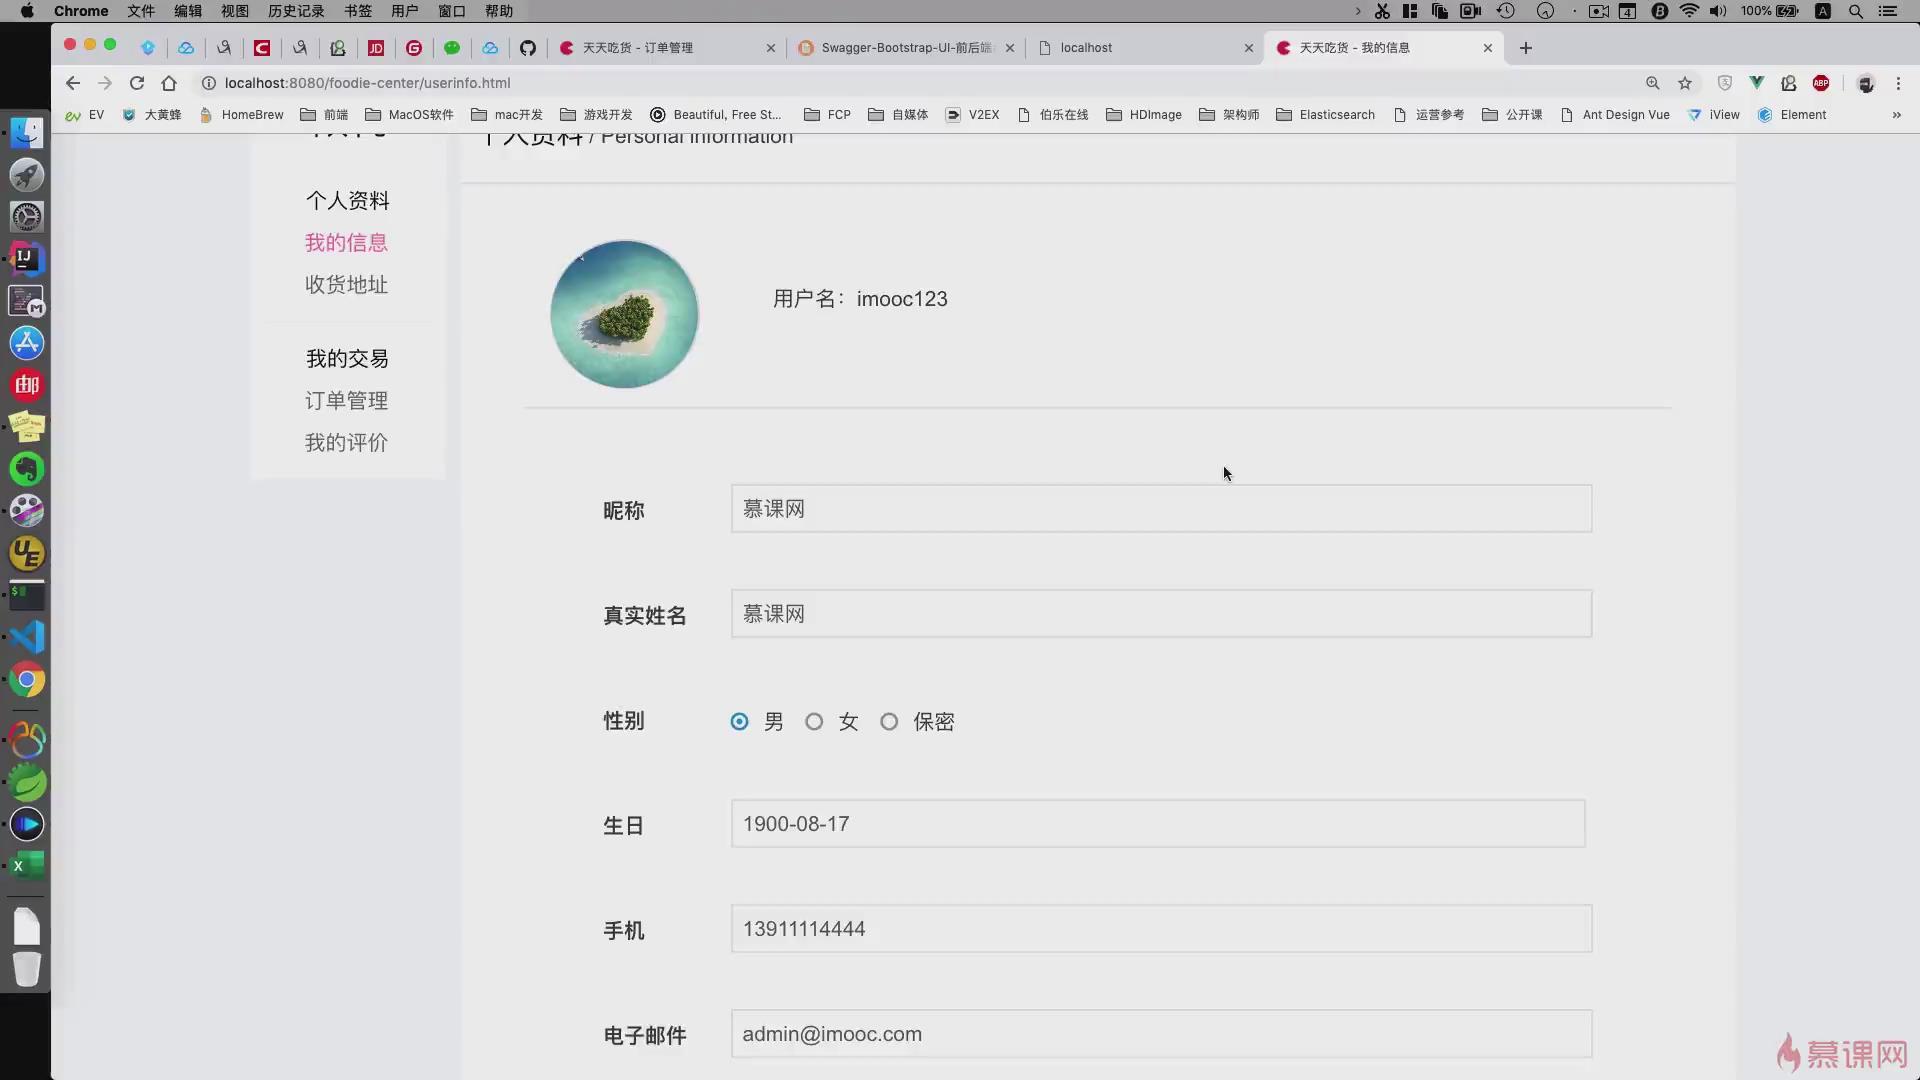 Chrome 文件 编辑 视图 历史记录 书签 用户 窗口 帮助 100%
天天吃货 - 订单管理 Swagger-Bootstrap-UI-前后端 localhost 天天吃货 - 我的信息
localhost:8080/foodie-center/userinfo.html
EV 大黄蜂 HomeBrew 前端 MacOS软件 mac开发 游戏开发 Beautiful, Free St... FCP 自媒体 V2EX 伯乐在线 HDImage 架构师 Elasticsearch 运营参考 公开课 Ant Design Vue iView Element »
个人资料 / Personal information
个人资料
我的信息
收货地址
我的交易
订单管理
我的评价
用户名：imooc123
昵称 慕课网
真实姓名 慕课网
性别 男 女 保密
生日 1900-08-17
手机 13911114444
电子邮件 admin@imooc.com
慕课网